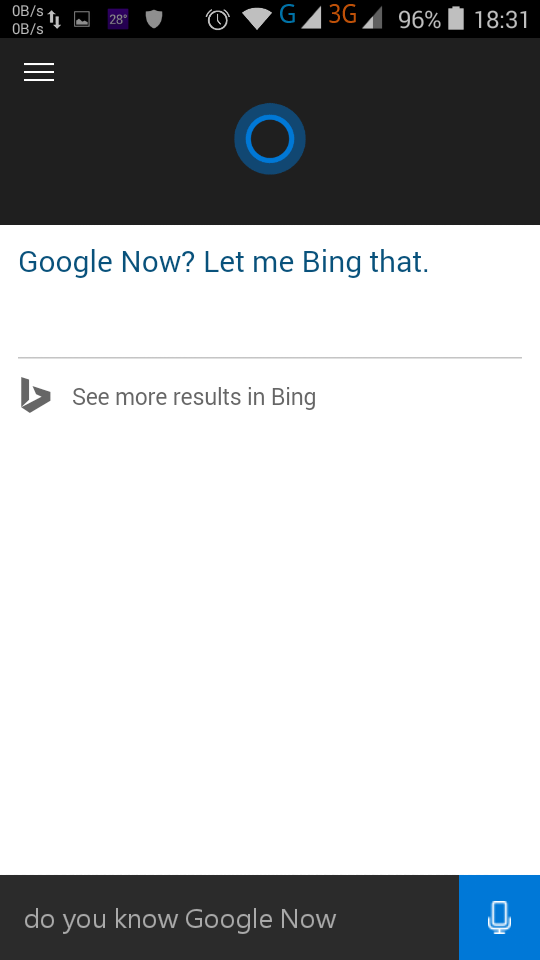 0B/s
0B/s
28°
G
3G
96%
18:31
Google Now? Let me Bing that.
See more results in Bing
do you know Google Now